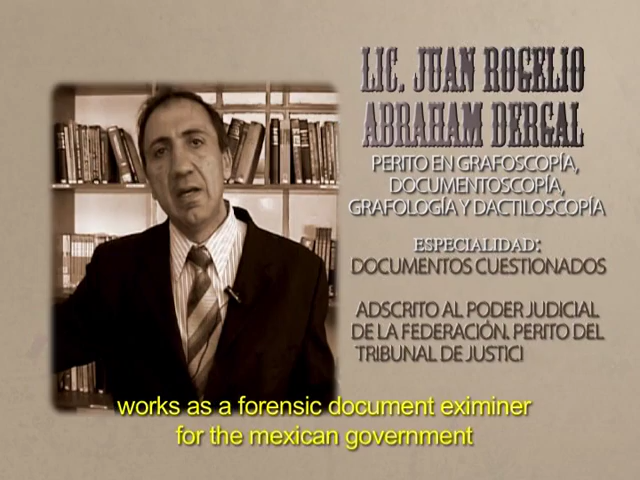 LIC. JUAN ROGELIO
ABRAHAM DERGAL
PERITO EN GRAFOSCOPÍA,
DOCUMENTOSCOPÍA,
GRAFOLOGÍA Y DACTILOSCOPÍA
ESPECIALIDAD:
DOCUMENTOS CUESTIONADOS
ADSCRITO AL PODER JUDICIAL
DE LA FEDERACIÓN. PERITO DEL
TRIBUNAL DE JUSTICI
works as a forensic document eximiner
for the mexican government